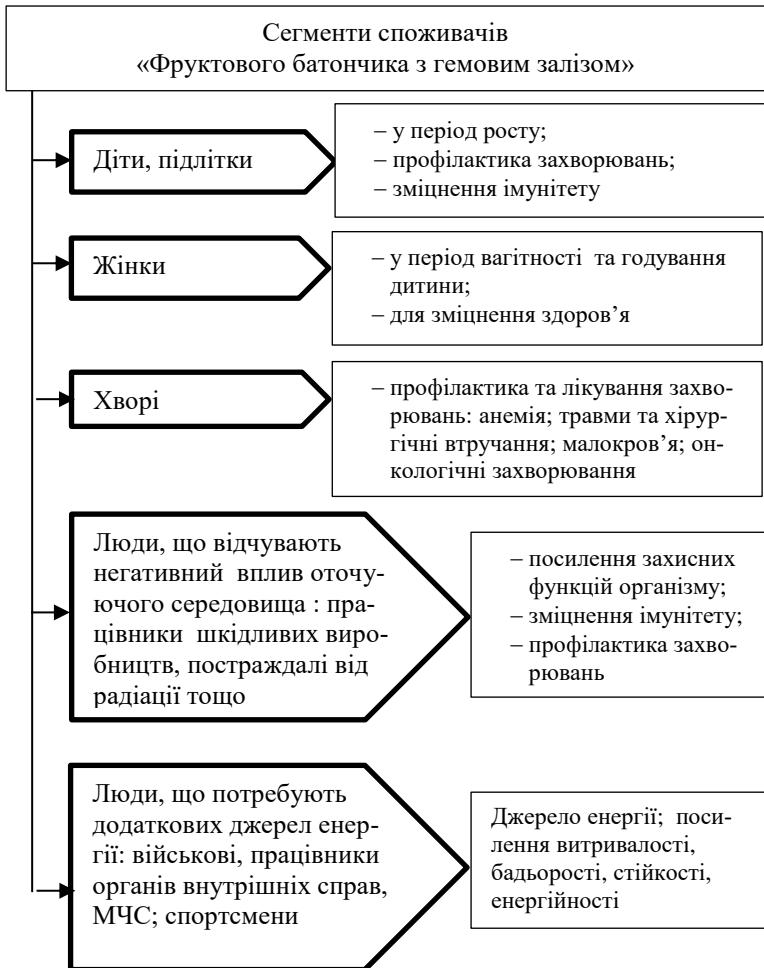 Сегменти споживачів
«Фруктового батончика з гемовим залізом»
Діти, підлітки
– у період росту;
– профілактика захворювань;
– зміцнення імунітету
Жінки
– у період вагітності та годування
дитини;
– для зміцнення здоров’я
Хворі
– профілактика та лікування захво-
рювань: анемія; травми та хірур-
гічні втручання; малокров’я; он-
кологічні захворювання
Люди, що відчувають
негативний вплив оточу-
ючого середовища : пра-
цівники шкідливих виро-
бництв, постраждалі від
радіації тощо
– посилення захисних
функцій організму;
– зміцнення імунітету;
– профілактика захво-
рювань
Люди, що потребують
додаткових джерел енер-
гії: військові, працівники
органів внутрішніх справ,
МЧС; спортсмени
Джерело енергії; поси-
лення витривалості,
бадьорості, стійкості,
енергійності